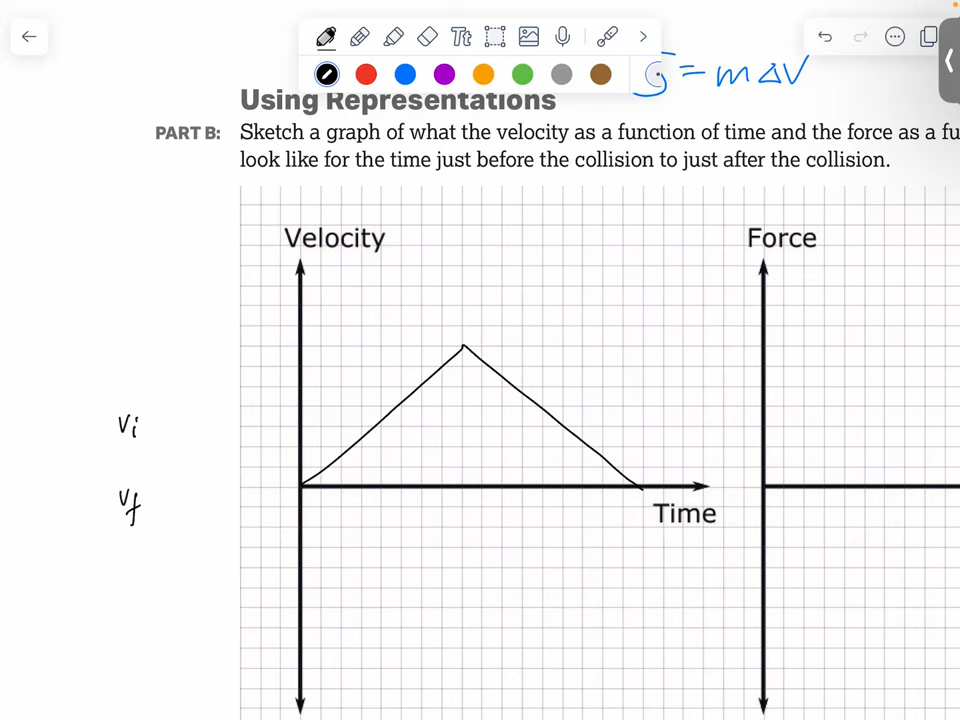 Tt
= m Δ V
Using Representations
PART B: Sketch a graph of what the velocity as a function of time and the force as a fu
look like for the time just before the collision to just after the collision.
Velocity
Force
Vi
Vf
Time